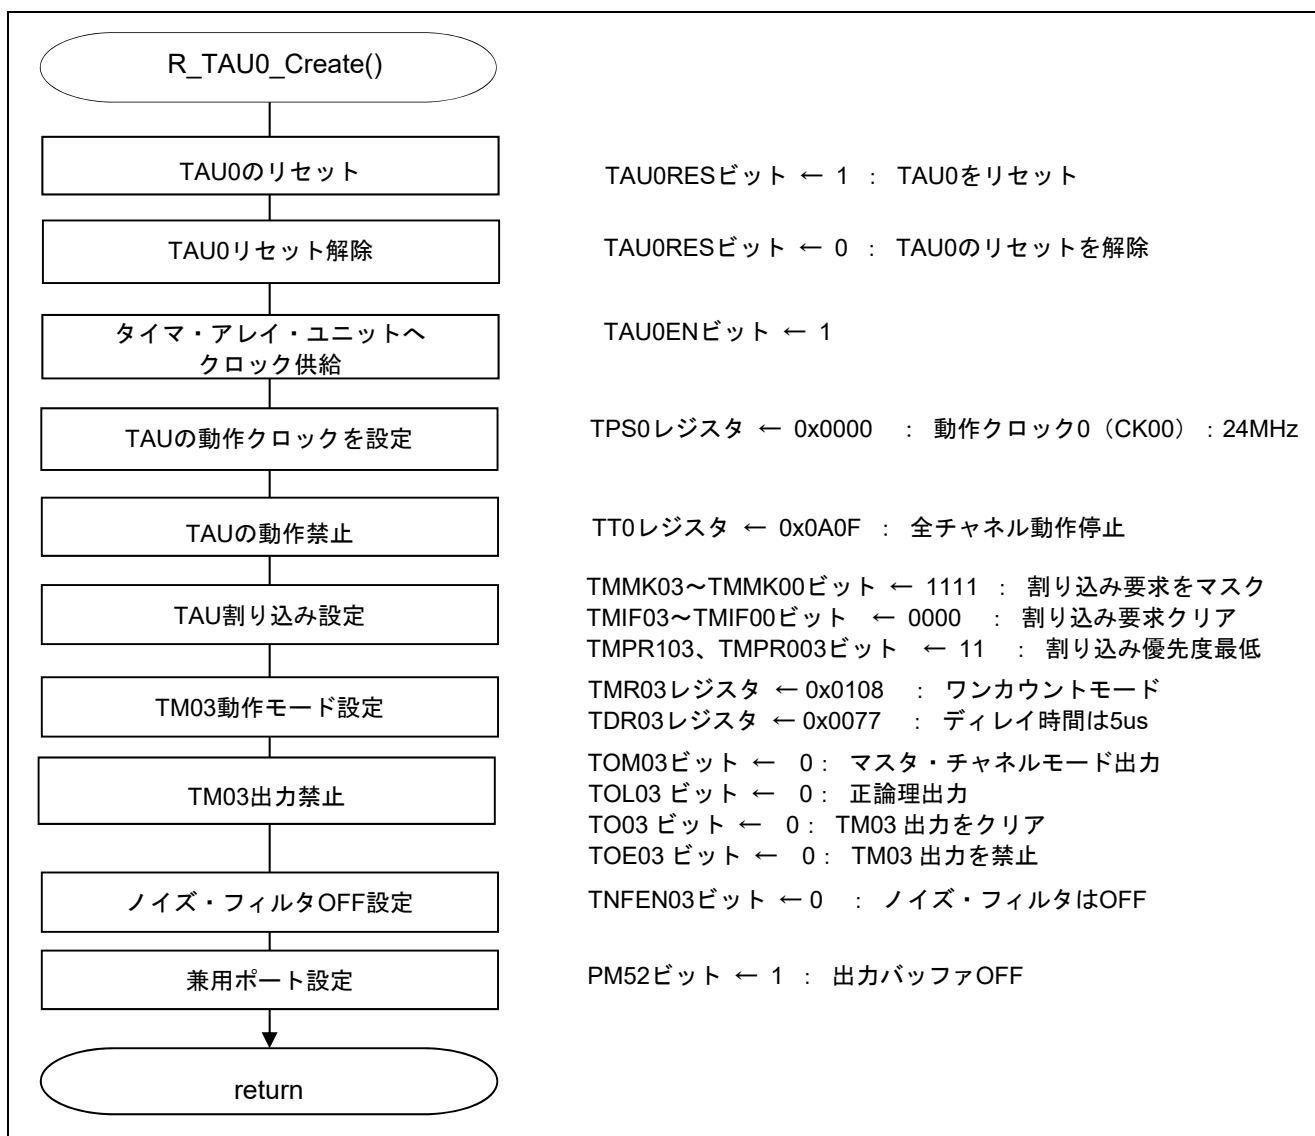 R_TAU0_Create()
TAU0のリセット
TAU0RESビット ← 1 ： TAU0をリセット
TAU0リセット解除
TAU0RESビット ← 0 ： TAU0のリセットを解除
タイマ・アレイ・ユニットへ
クロック供給
TAU0ENビット ← 1
TAUの動作クロックを設定
TPS0レジスタ ← 0x0000 ： 動作クロック0（CK00）：24MHz
TAUの動作禁止
TT0レジスタ ← 0x0A0F ： 全チャネル動作停止
TAU割り込み設定
TMMK03～TMMK00ビット ← 1111 ： 割り込み要求をマスク
TMIF03～TMIF00ビット ← 0000 ： 割り込み要求クリア
TMPR103、TMPR003ビット ← 11 ： 割り込み優先度最低
TM03動作モード設定
TMR03レジスタ ← 0x0108 ： ワンカウントモード
TDR03レジスタ ← 0x0077 ： ディレイ時間は5us
TM03出力禁止
TOM03ビット ← 0： マスタ・チャネルモード出力
TOL03 ビット ← 0： 正論理出力
TO03 ビット ← 0： TM03 出力をクリア
TOE03 ビット ← 0： TM03 出力を禁止
ノイズ・フィルタOFF設定
TNFEN03ビット ← 0 ： ノイズ・フィルタはOFF
兼用ポート設定
PM52ビット ← 1 ： 出力バッファOFF
return